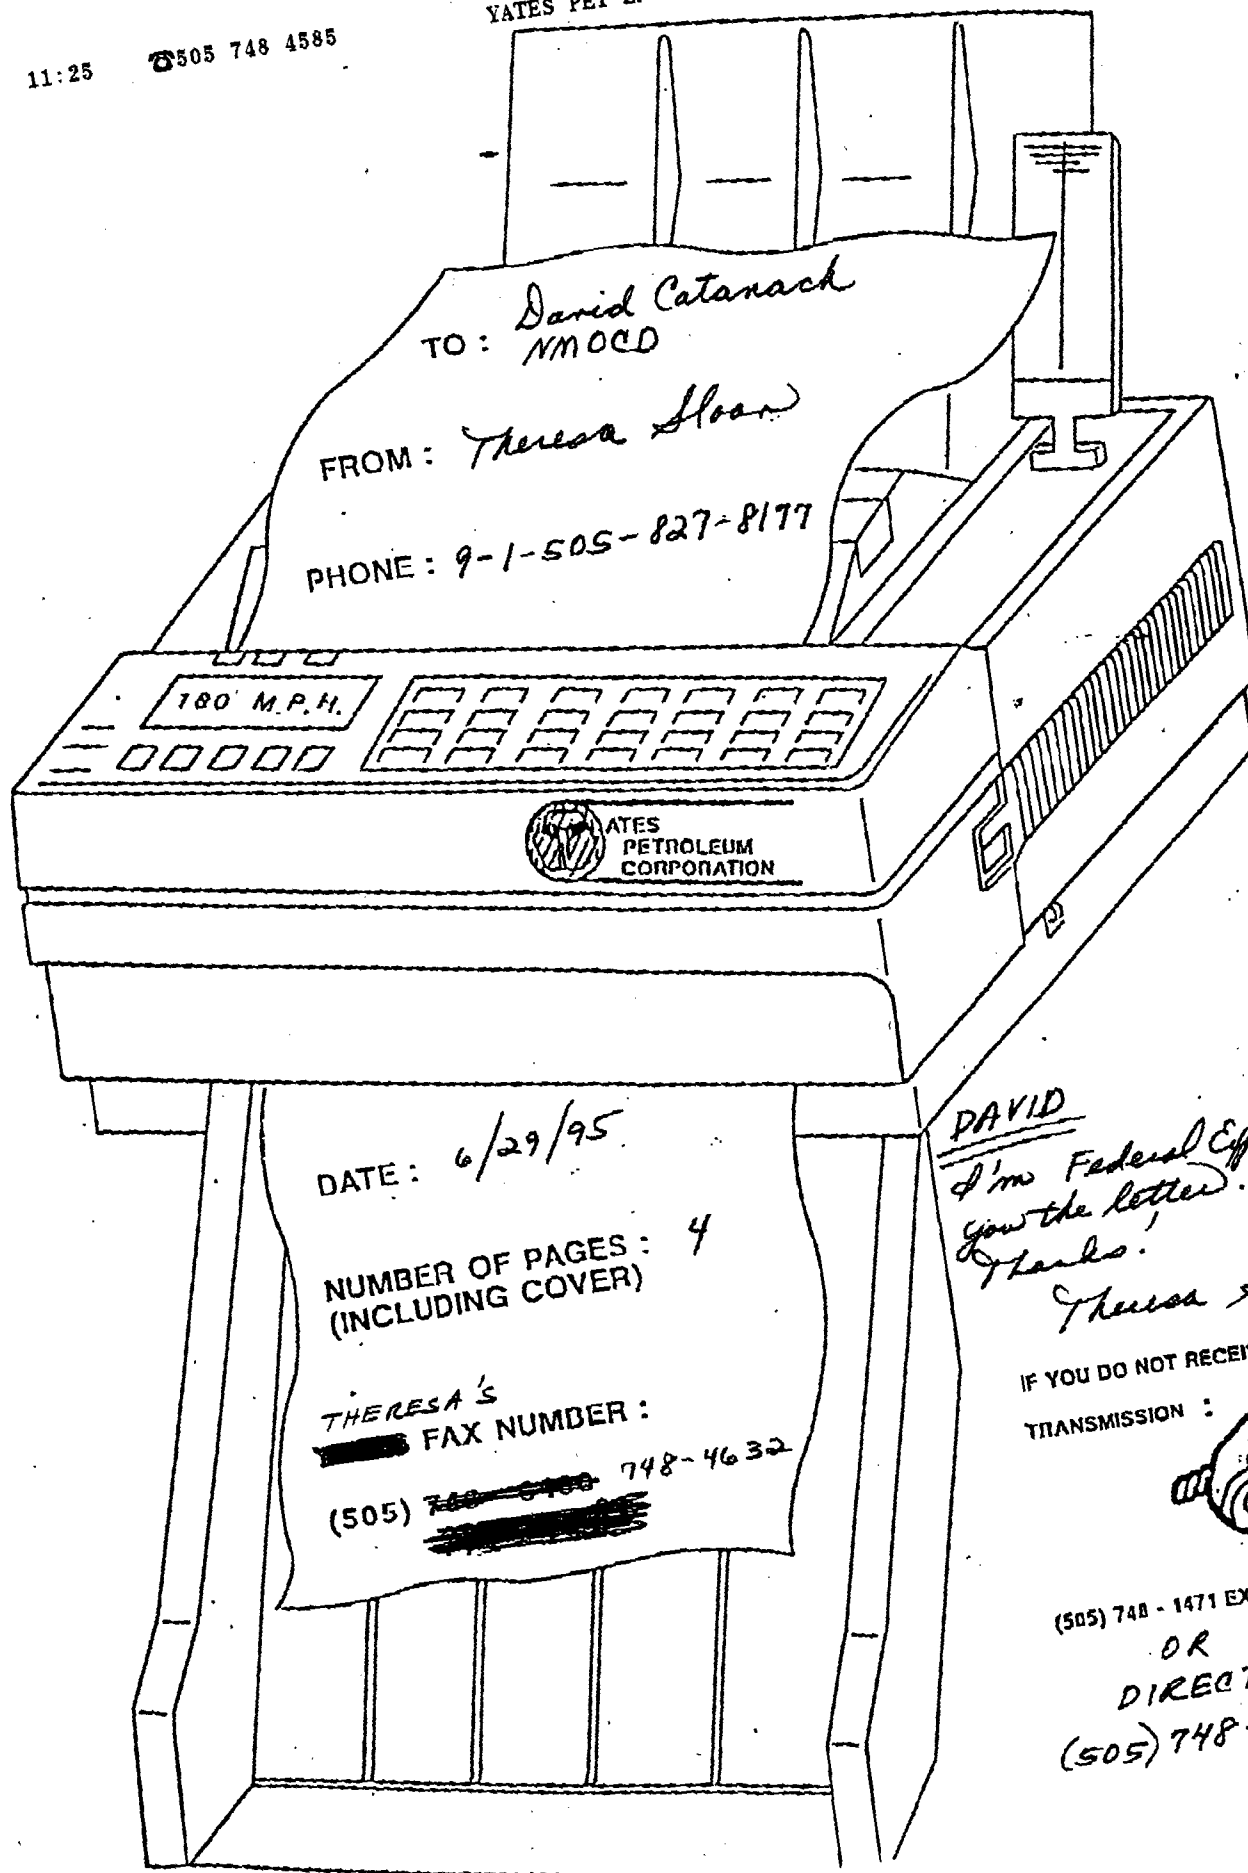 YATES PET
11:25 ☎505 748 4585
TO : David Catanach
NMOCD
FROM : Theresa Sloan
PHONE : 9-1-505-827-8177
180 M.P.H.
ATES
PETROLEUM
CORPORATION
DATE : 6/29/95
NUMBER OF PAGES : 4
(INCLUDING COVER)
THERESA'S
FAX NUMBER :
(505) 748-4632
DAVID
I'm Federal
you the letter.
Thanks!
Theresa
IF YOU DO NOT
TRANSMISSION :
(505) 748 - 1471
OR
DIRECT
(505) 748-